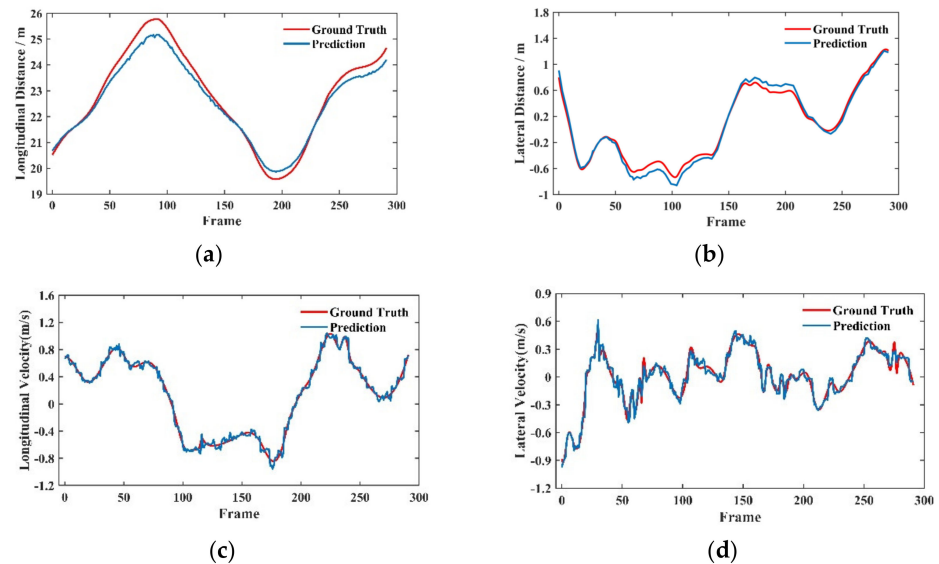 26
25
24
23
22
21
20
19
0 50 100 150 200 250 300
Longitudinal Distance / m
Frame
Ground Truth
Prediction
(a)
1.8
1.4
1
0.6
0.2
-0.2
-0.6
-1
0 50 100 150 200 250 300
Lateral Distance / m
Frame
Ground Truth
Prediction
(b)
1.6
1.2
0.8
0.4
0
-0.4
-0.8
-1.2
0 50 100 150 200 250 300
Longitudinal Velocity(m/s)
Frame
Ground Truth
Prediction
(c)
0.9
0.6
0.3
0
-0.3
-0.6
-0.9
-1.2
0 50 100 150 200 250 300
Lateral Velocity(m/s)
Frame
Ground Truth
Prediction
(d)